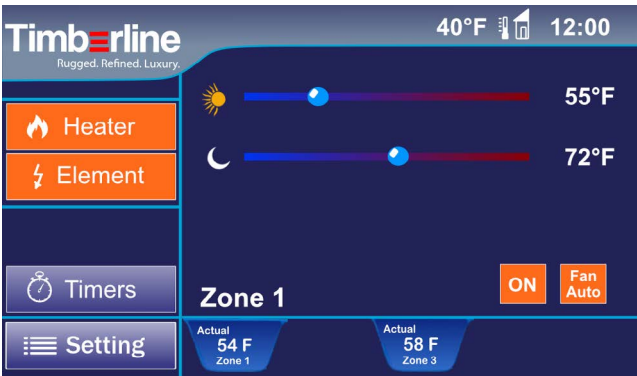 Timberline
Rugged. Refined. Luxury.
40°F 12:00
Heater
Element
Timers
Setting
55°F
72°F
Zone 1
ON
Fan
Auto
Actual
54 F
Zone 1
Actual
58 F
Zone 3